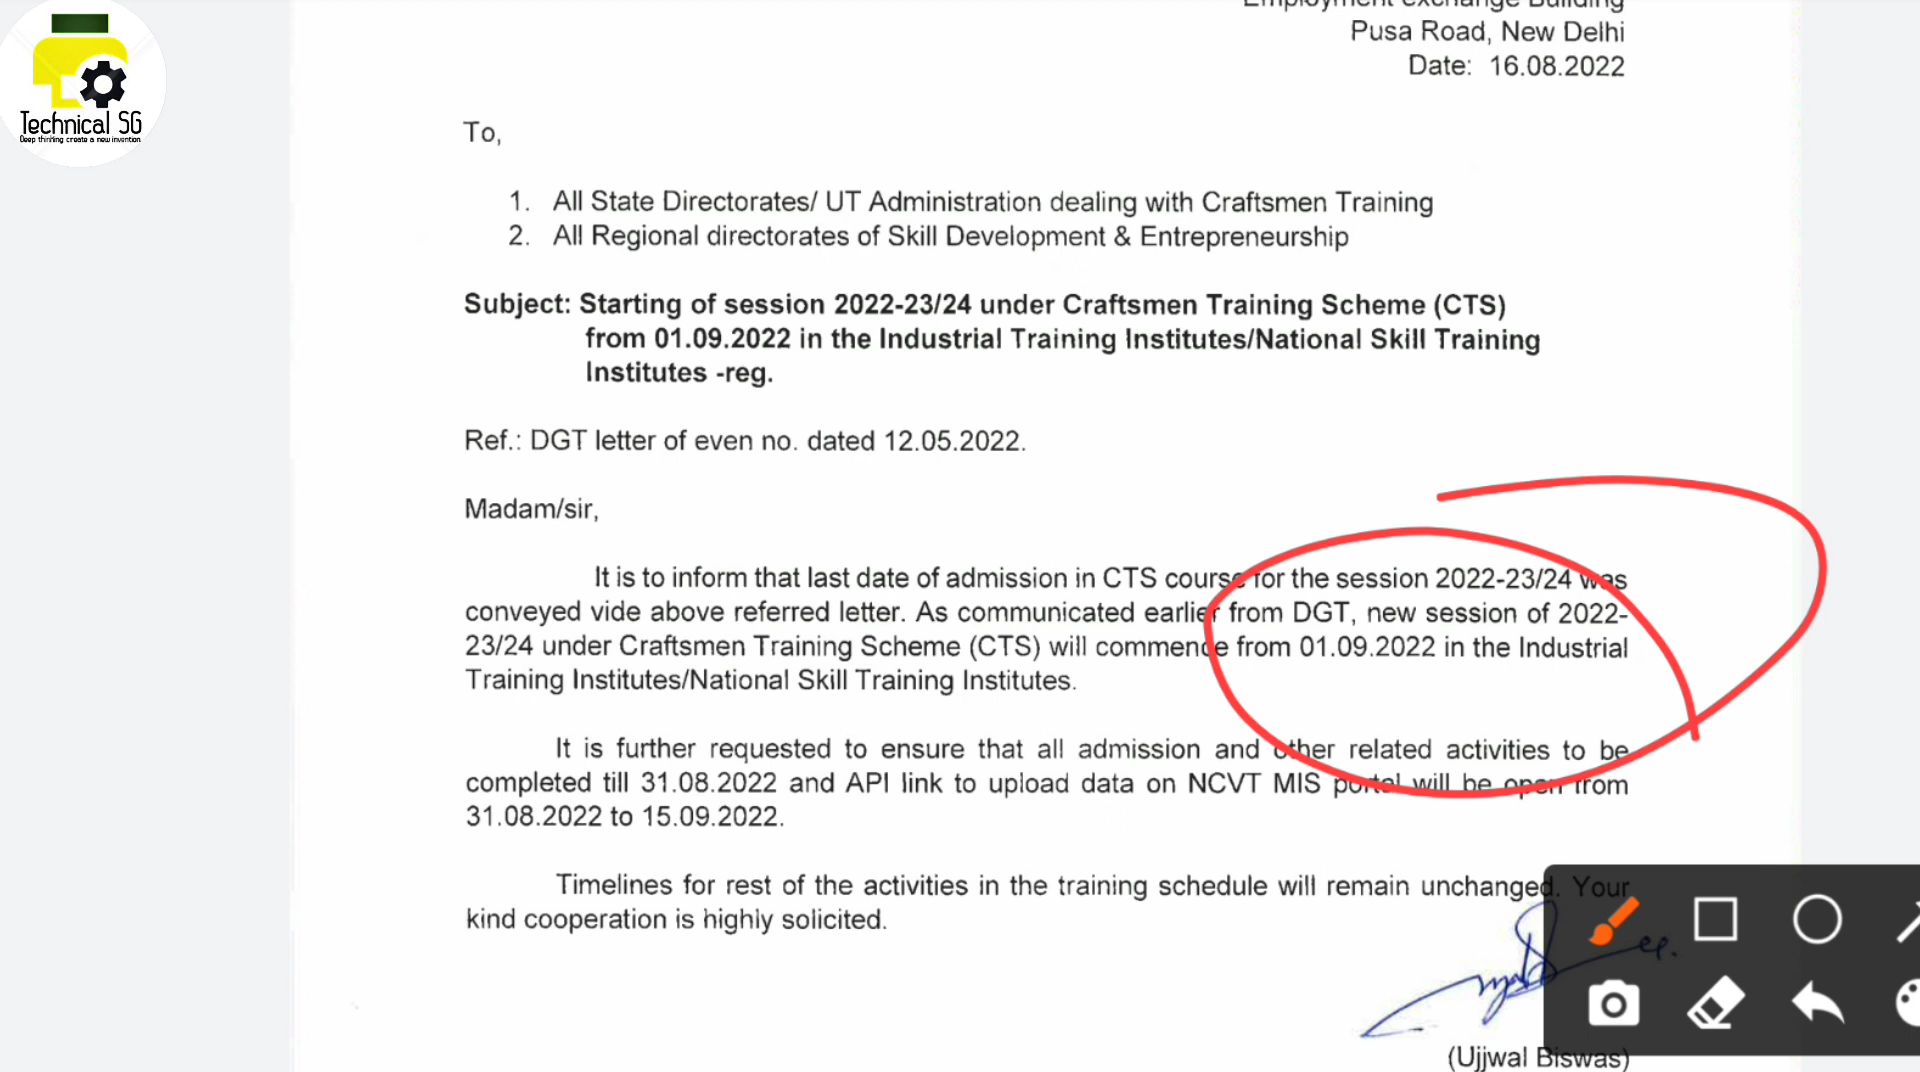 Employment exchange Building
Pusa Road, New Delhi
Date: 16.08.2022
Technical SG
Deep thinking create a new invention
To,
1. All State Directorates/ UT Administration dealing with Craftsmen Training
2. All Regional directorates of Skill Development & Entrepreneurship
Subject: Starting of session 2022-23/24 under Craftsmen Training Scheme (CTS)
from 01.09.2022 in the Industrial Training Institutes/National Skill Training
Institutes -reg.
Ref.: DGT letter of even no. dated 12.05.2022.
Madam/sir,
It is to inform that last date of admission in CTS course for the session 2022-23/24 was
conveyed vide above referred letter. As communicated earlier from DGT, new session of 2022-
23/24 under Craftsmen Training Scheme (CTS) will commence from 01.09.2022 in the Industrial
Training Institutes/National Skill Training Institutes.
It is further requested to ensure that all admission and other related activities to be
completed till 31.08.2022 and API link to upload data on NCVT MIS portal will be open from
31.08.2022 to 15.09.2022.
Timelines for rest of the activities in the training schedule will remain unchanged. Your
kind cooperation is highly solicited.
(Ujjwal Biswas)